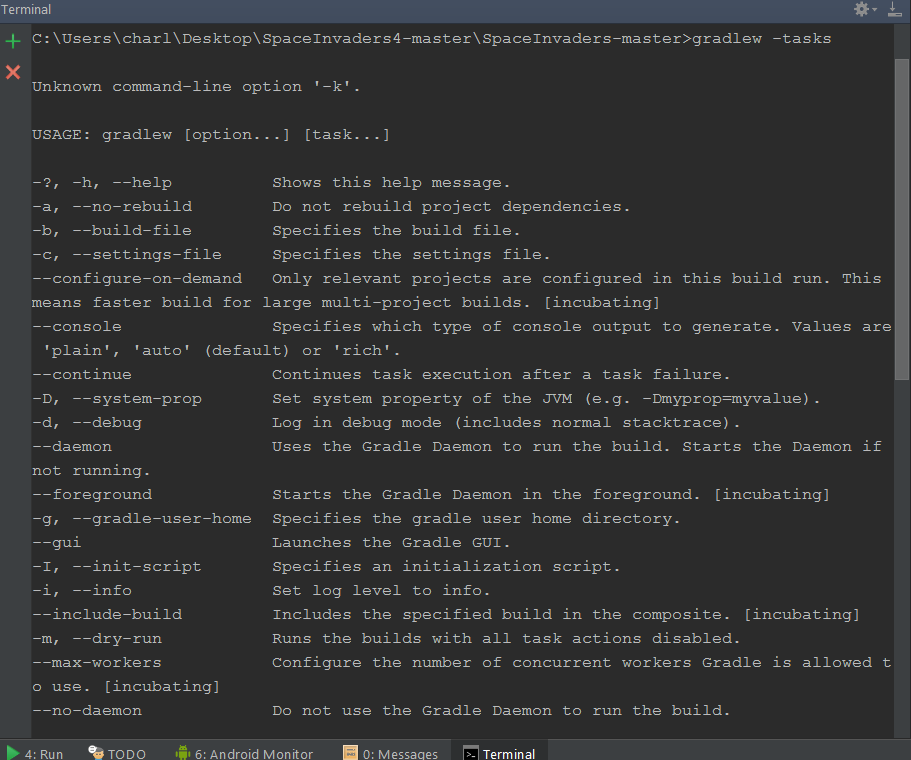 Terminal
C:\Users\charl\Desktop\SpaceInvaders4-master\SpaceInvaders-master>gradlew -tasks
Unknown command-line option '-k'.
USAGE: gradlew [option...] [task...]
-?, -h, --help          Shows this help message.
-a, --no-rebuild        Do not rebuild project dependencies.
-b, --build-file        Specifies the build file.
-c, --settings-file     Specifies the settings file.
--configure-on-demand   Only relevant projects are configured in this build run. This
means faster build for large multi-project builds. [incubating]
--console               Specifies which type of console output to generate. Values are
 'plain', 'auto' (default) or 'rich'.
--continue              Continues task execution after a task failure.
-D, --system-prop       Set system property of the JVM (e.g. -Dmyprop=myvalue).
-d, --debug             Log in debug mode (includes normal stacktrace).
--daemon                Uses the Gradle Daemon to run the build. Starts the Daemon if
not running.
--foreground            Starts the Gradle Daemon in the foreground. [incubating]
-g, --gradle-user-home  Specifies the gradle user home directory.
--gui                   Launches the Gradle GUI.
-I, --init-script       Specifies an initialization script.
-i, --info              Set log level to info.
--include-build         Includes the specified build in the composite. [incubating]
-m, --dry-run           Runs the builds with all task actions disabled.
--max-workers           Configure the number of concurrent workers Gradle is allowed t
o use. [incubating]
--no-daemon             Do not use the Gradle Daemon to run the build.
4: Run  TODO  6: Android Monitor  0: Messages  Terminal